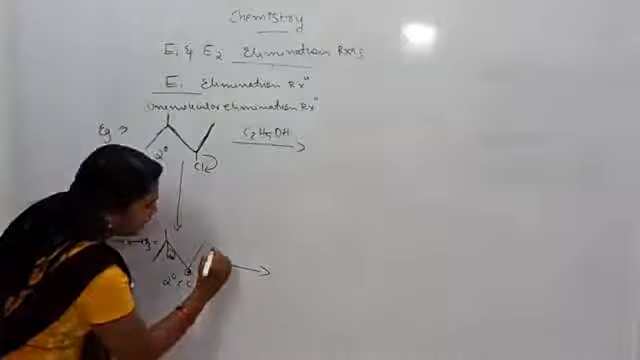 Chemistry
E1 & E2 Elimination Rxns
E1 Elimination Rxn
Unimolecular Elimination Rxn
Eg →
C2H5OH
2°
Cl
2° C C